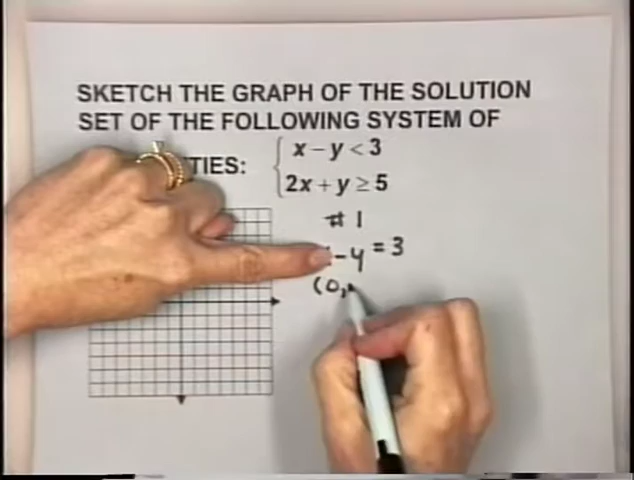 SKETCH THE GRAPH OF THE SOLUTION
SET OF THE FOLLOWING SYSTEM OF
TIES:
x - y < 3
2x + y ≥ 5
# 1
- y = 3
(0,